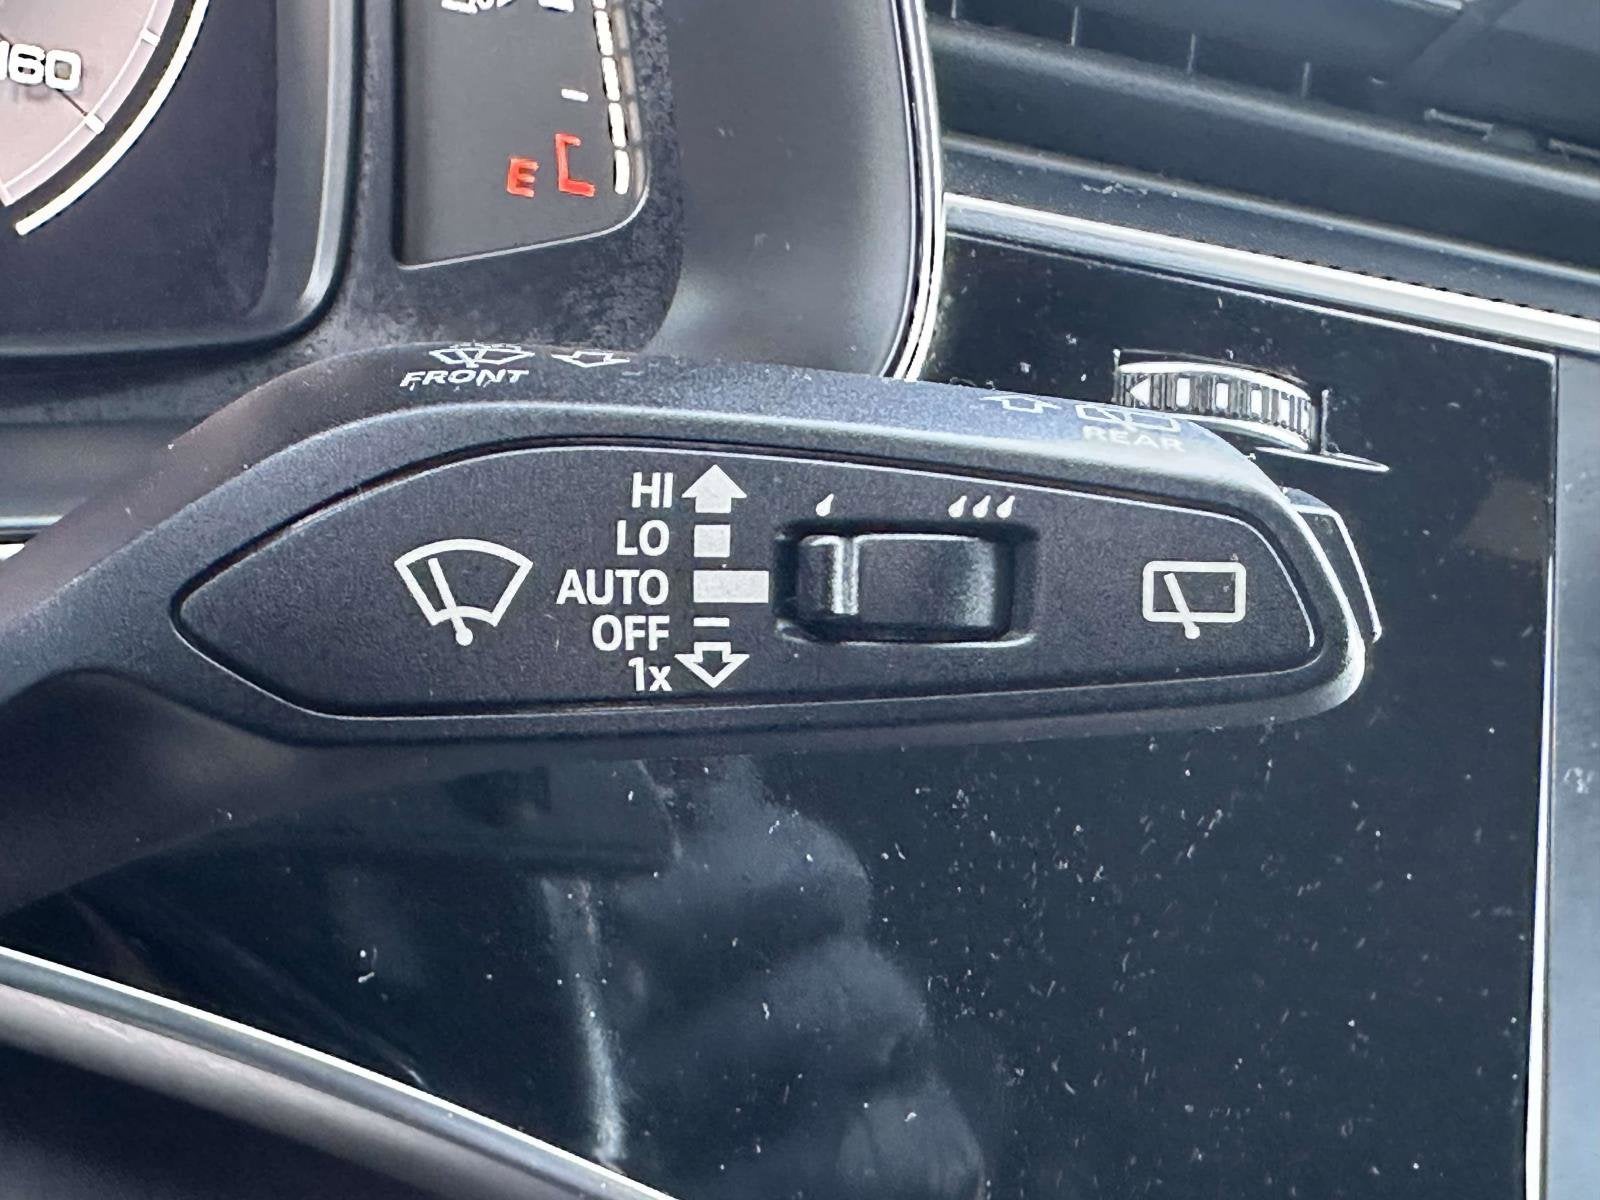 160
E
FRONT
REAR
HI
LO
AUTO
OFF
1x